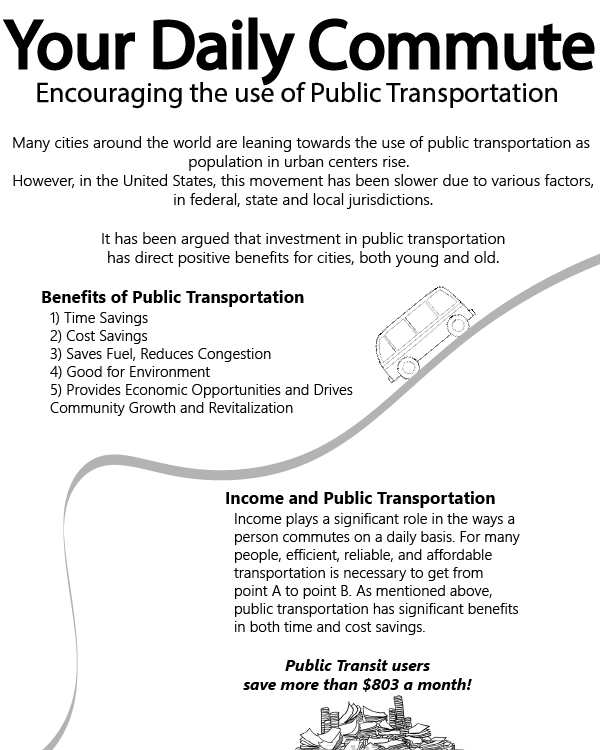 Your Daily Commute
Encouraging the use of Public Transportation
Many cities around the world are leaning towards the use of public transportation as
population in urban centers rise.
However, in the United States, this movement has been slower due to various factors,
in federal, state and local jurisdictions.
It has been argued that investment in public transportation
has direct positive benefits for cities, both young and old.
Benefits of Public Transportation
1) Time Savings
2) Cost Savings
3) Saves Fuel, Reduces Congestion
4) Good for Environment
5) Provides Economic Opportunities and Drives
Community Growth and Revitalization
Income and Public Transportation
Income plays a significant role in the ways a
person commutes on a daily basis. For many
people, efficient, reliable, and affordable
transportation is necessary to get from
point A to point B. As mentioned above,
public transportation has significant benefits
in both time and cost savings.
Public Transit users
save more than $803 a month!